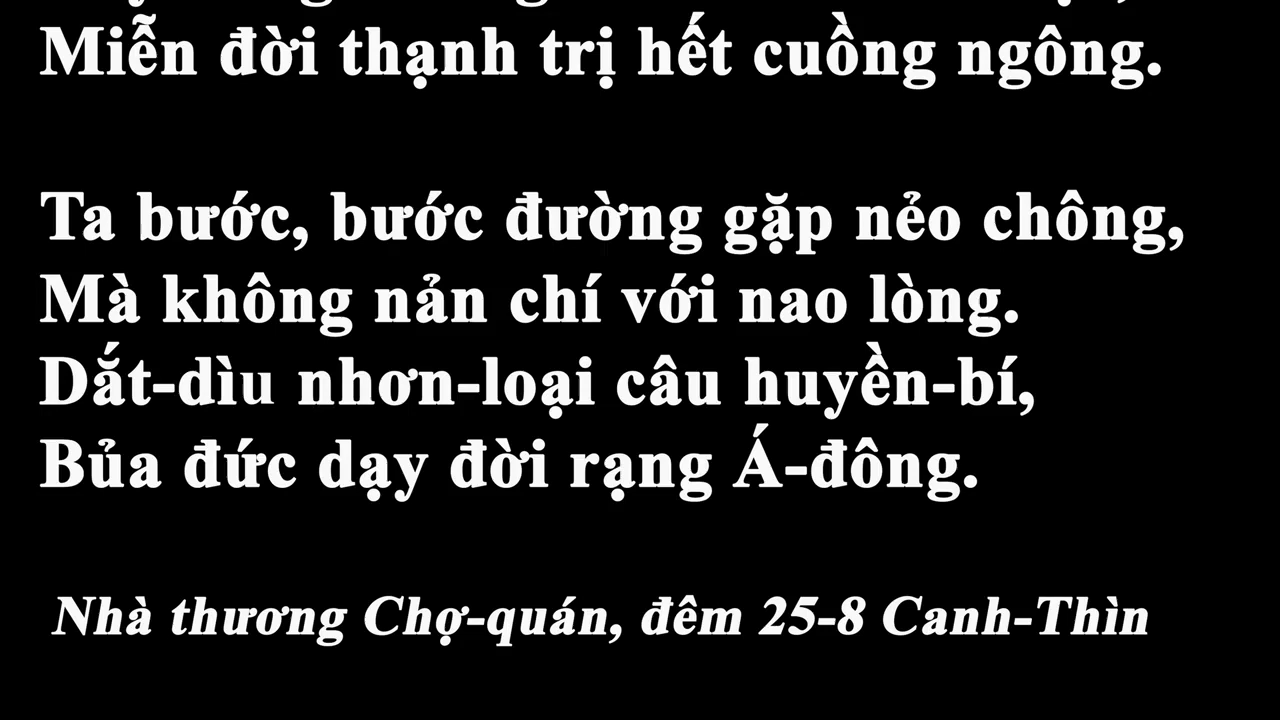 Miễn đời thạnh trị hết cuồng ngông.
Ta bước, bước đường gặp nẻo chông,
Mà không nản chí với nao lòng.
Dắt-dìu nhơn-loại câu huyền-bí,
Bủa đức dạy đời rạng Á-đông.
Nhà thương Chợ-quán, đêm 25-8 Canh-Thìn